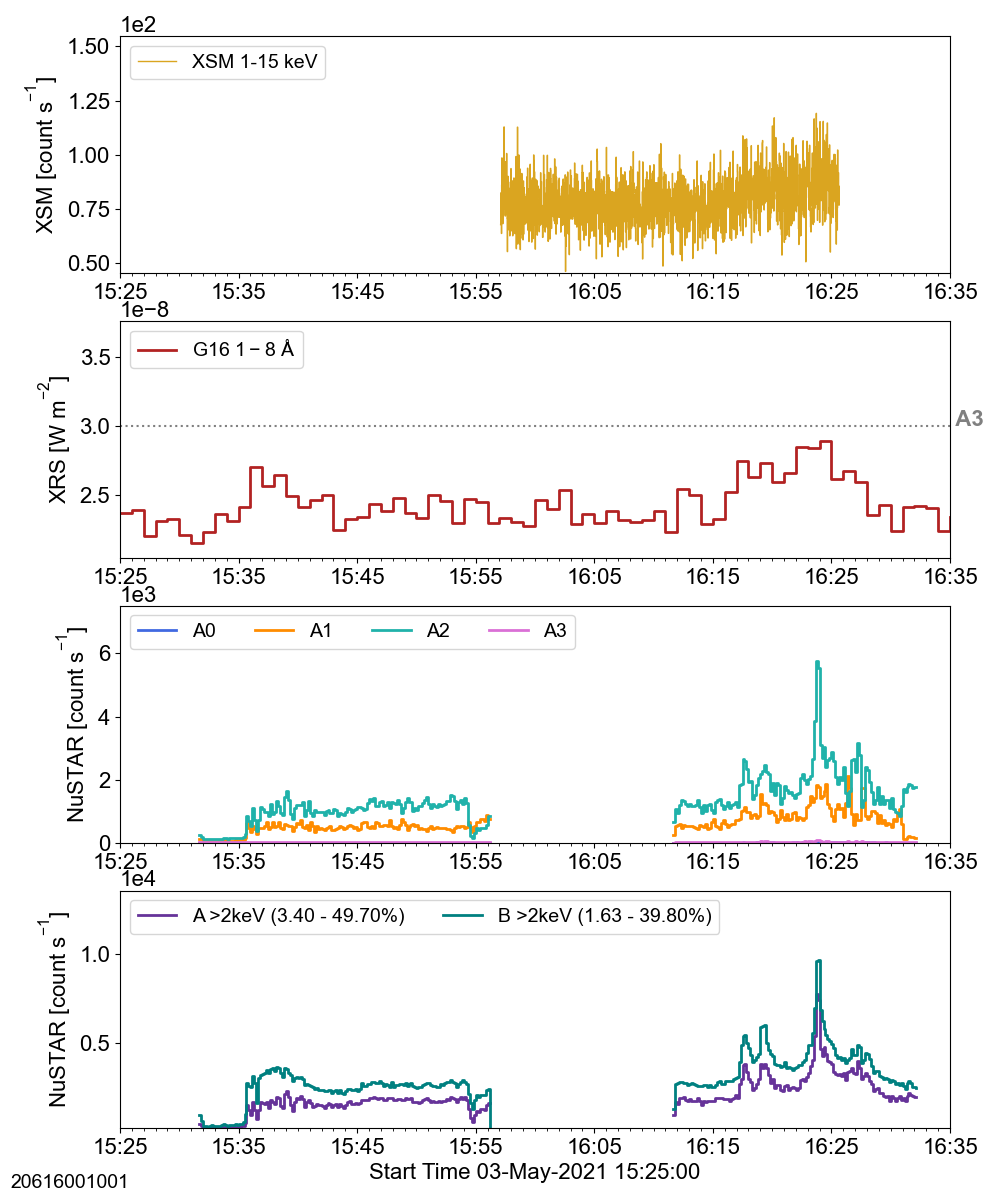 1e2
1.50
1.25
1.00
0.75
0.50
XSM [count s⁻¹]
XSM 1-15 keV
15:25 15:35 15:45 15:55 16:05 16:15 16:25 16:35
1e−8
3.5
3.0
2.5
XRS [W m⁻²]
G16 1 − 8 Å
A3
15:25 15:35 15:45 15:55 16:05 16:15 16:25 16:35
1e3
6
4
2
0
NuSTAR [count s⁻¹]
A0 A1 A2 A3
15:25 15:35 15:45 15:55 16:05 16:15 16:25 16:35
1e4
1.0
0.5
NuSTAR [count s⁻¹]
A >2keV (3.40 - 49.70%) B >2keV (1.63 - 39.80%)
15:25 15:35 15:45 15:55 16:05 16:15 16:25 16:35
Start Time 03-May-2021 15:25:00
20616001001